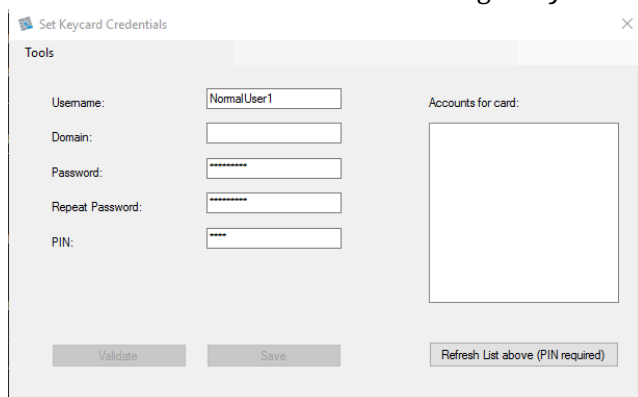 Set Keycard Credentials
Tools
Username:
NormalUser1
Accounts for card:
Domain:
Password:
*********
Repeat Password:
*********
PIN:
****
Validate
Save
Refresh List above (PIN required)